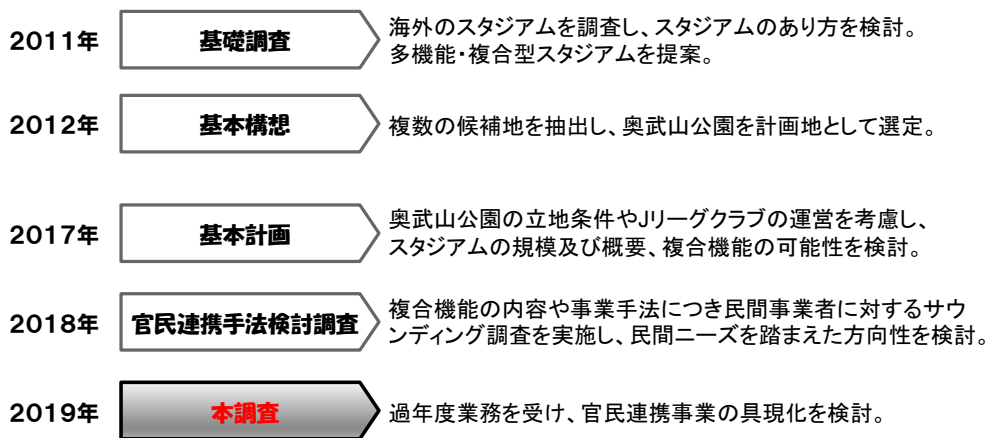 2011年
基礎調査
海外のスタジアムを調査し、スタジアムのあり方を検討。
多機能・複合型スタジアムを提案。
2012年
基本構想
複数の候補地を抽出し、奥武山公園を計画地として選定。
2017年
基本計画
奥武山公園の立地条件やJリーグクラブの運営を考慮し、
スタジアムの規模及び概要、複合機能の可能性を検討。
2018年
官民連携手法検討調査
複合機能の内容や事業手法につき民間事業者に対するサウ
ンディング調査を実施し、民間ニーズを踏まえた方向性を検討。
2019年
本調査
過年度業務を受け、官民連携事業の具現化を検討。